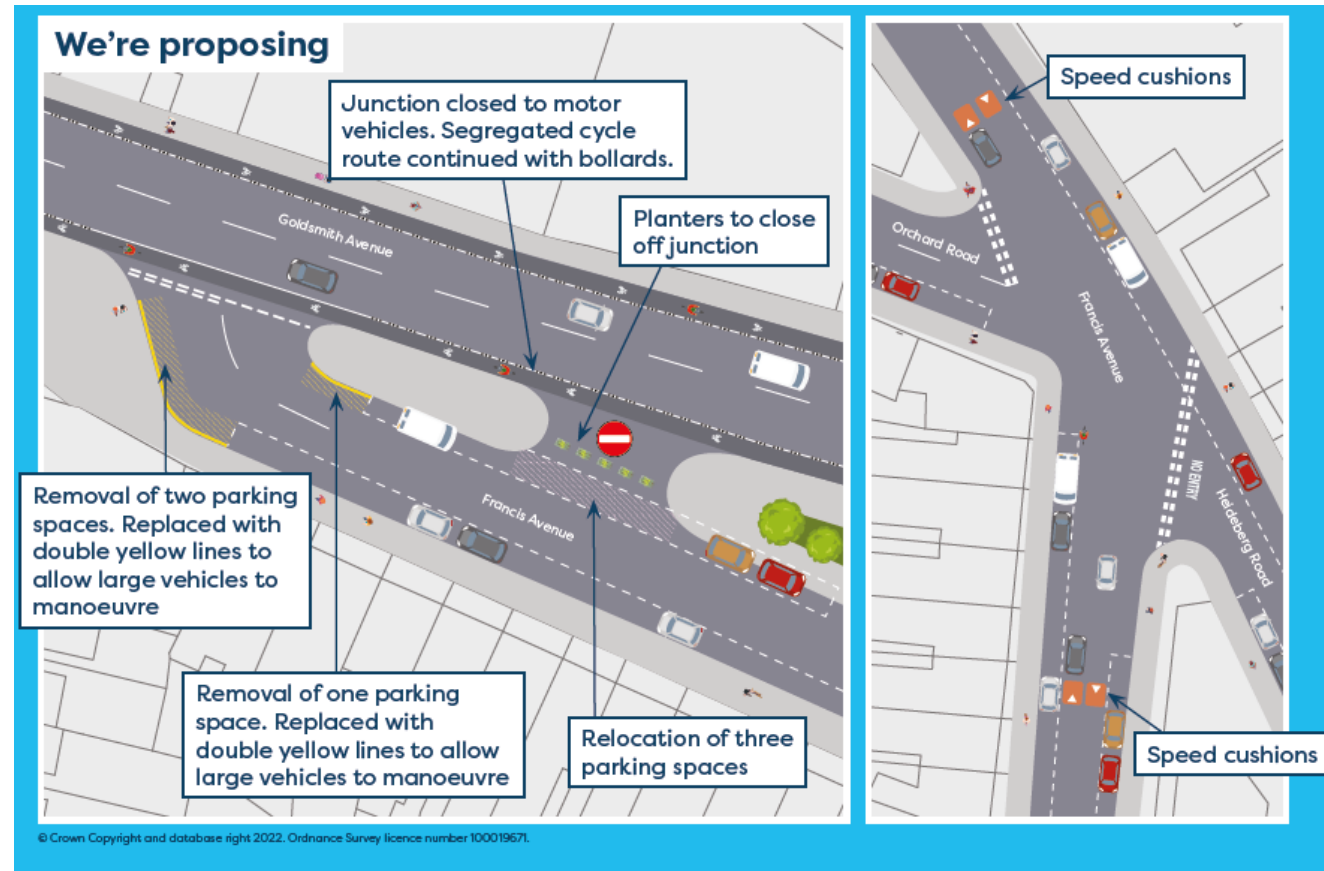 We're proposing
Junction closed to motor
vehicles. Segregated cycle
route continued with bollards.
Planters to close
off junction
Goldsmith Avenue
Francis Avenue
Removal of two parking
spaces. Replaced with
double yellow lines to
allow large vehicles to
manoeuvre
Removal of one parking
space. Replaced with
double yellow lines to allow
large vehicles to manoeuvre
Relocation of three
parking spaces
Speed cushions
Orchard Road
Francis Avenue
NO ENTRY
Heldeberg Road
Speed cushions
© Crown Copyright and database right 2022. Ordnance Survey licence number 100019671.